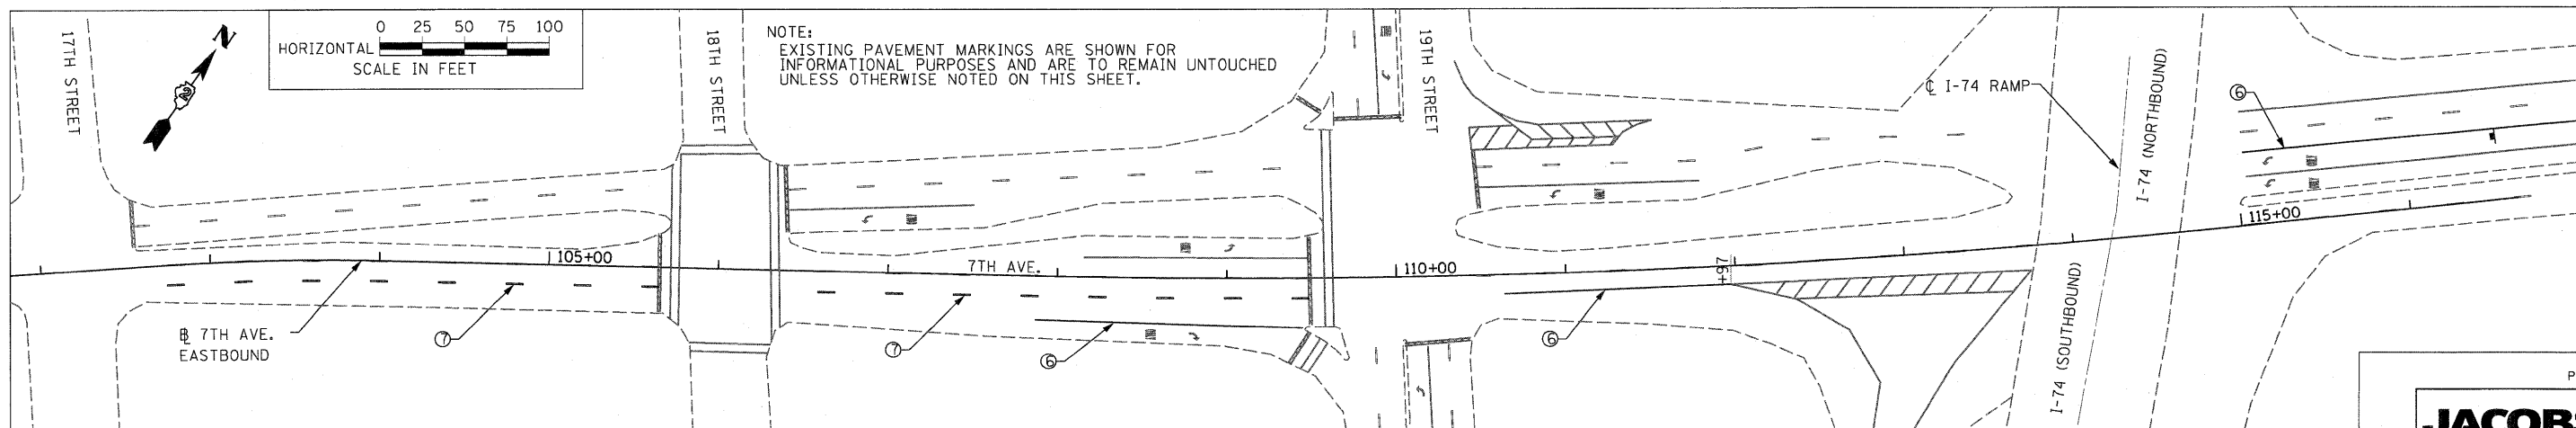 17TH STREET
N
0 25 50 75 100
HORIZONTAL
SCALE IN FEET
18TH STREET
NOTE:
EXISTING PAVEMENT MARKINGS ARE SHOWN FOR
INFORMATIONAL PURPOSES AND ARE TO REMAIN UNTOUCHED
UNLESS OTHERWISE NOTED ON THIS SHEET.
19TH STREET
℄ I-74 RAMP
I-74 (NORTHBOUND)
6
115+00
105+00
7TH AVE.
110+00
+97
7TH AVE.
EASTBOUND
7
7
6
6
I-74 (SOUTHBOUND)
P
JACOBS